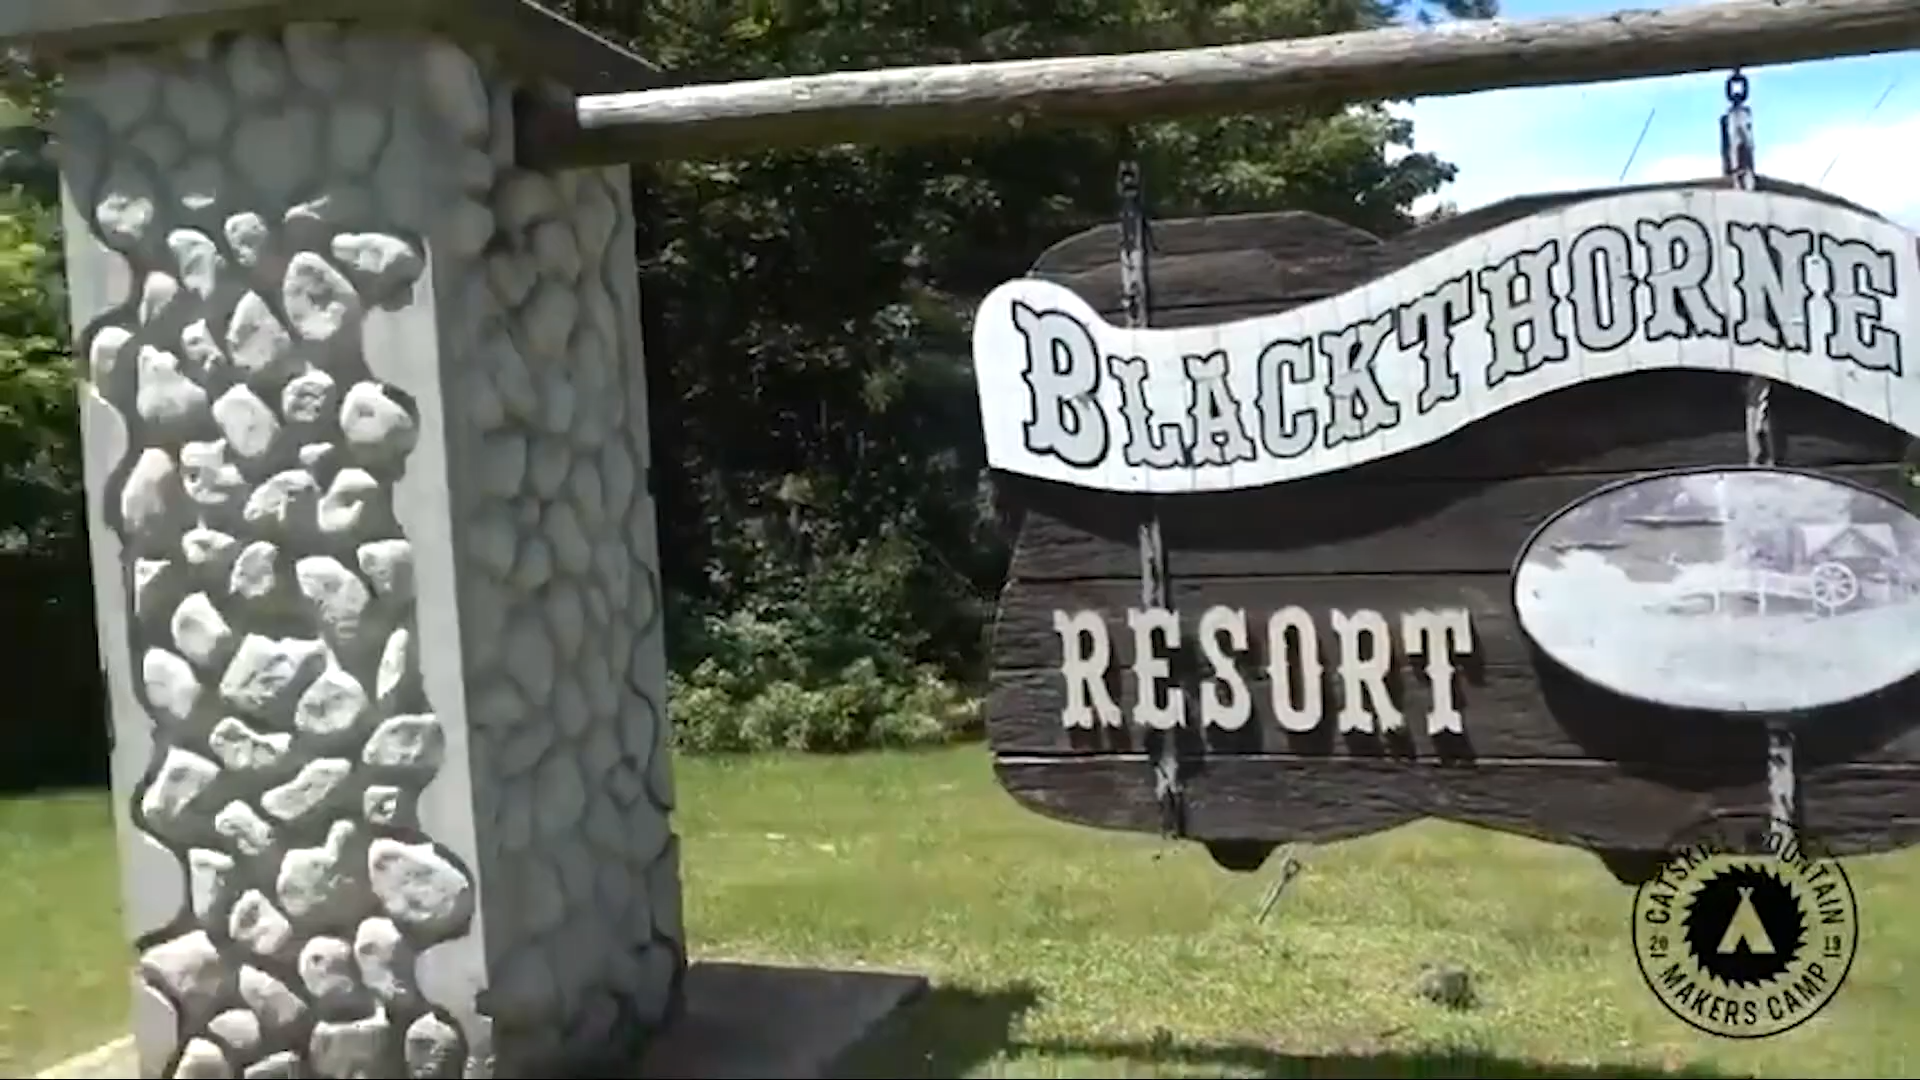 BLACKTHORNE
RESORT
CATSKILL MOUNTAIN
20 19
MAKERS CAMP